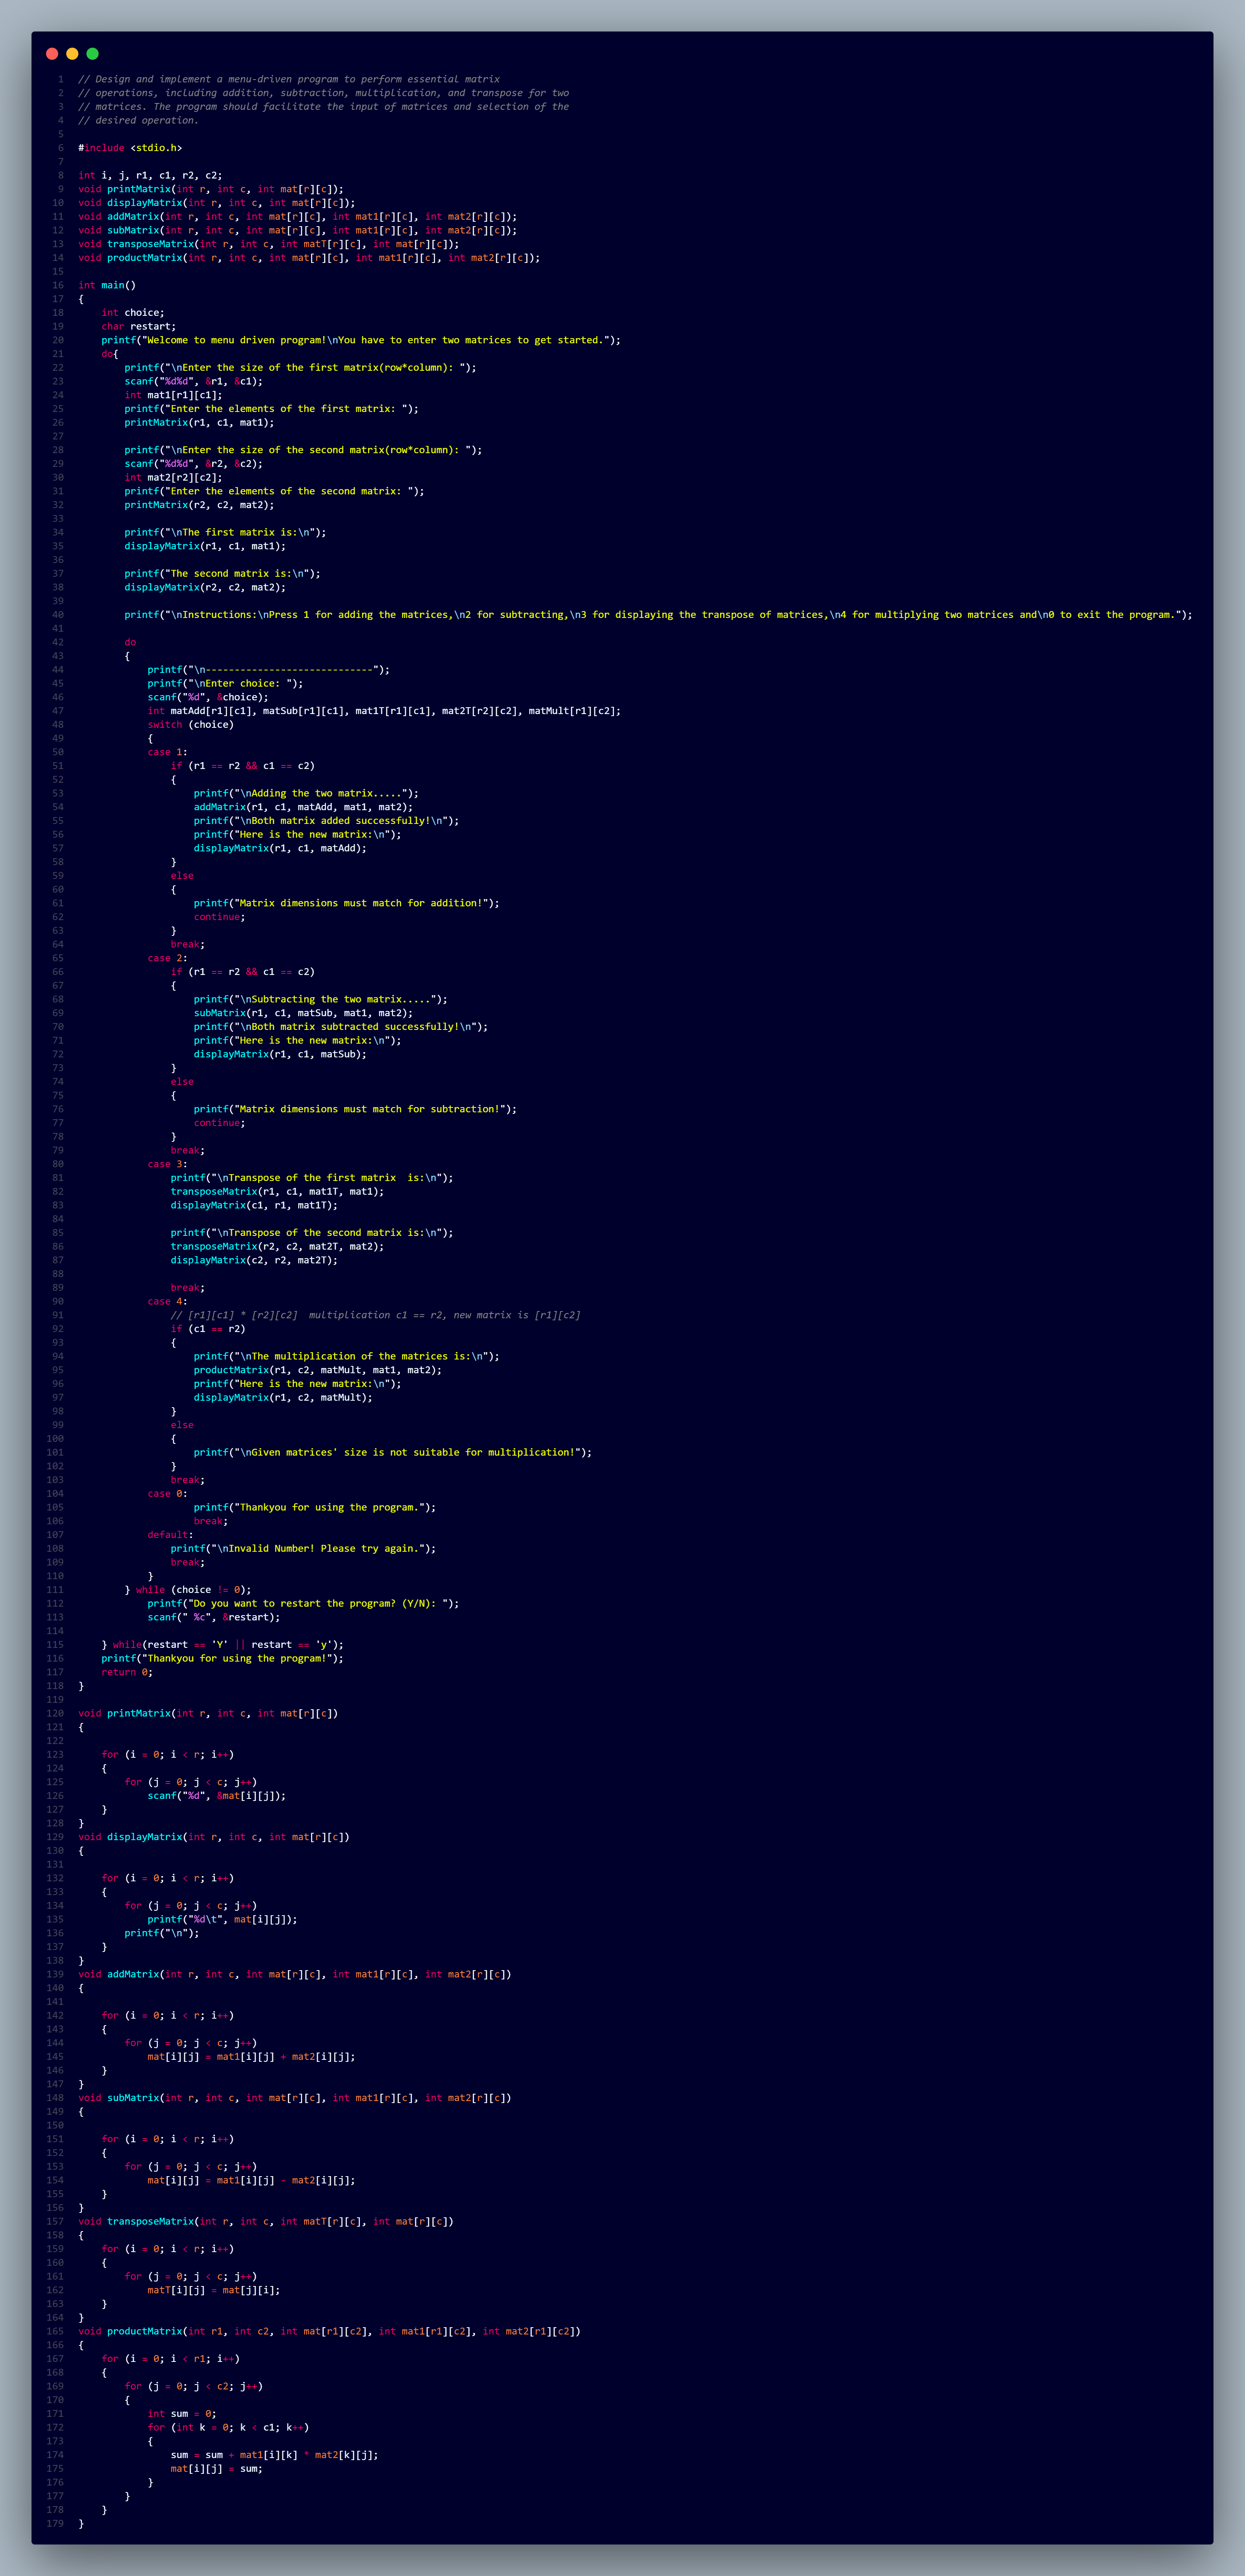 1 // Design and implement a menu-driven program to perform essential matrix
2 // operations, including addition, subtraction, multiplication, and transpose for two
3 // matrices. The program should facilitate the input of matrices and selection of the
4 // desired operation.
5
6 #include <stdio.h>
7
8 int i, j, r1, c1, r2, c2;
9 void printMatrix(int r, int c, int mat[r][c]);
10 void displayMatrix(int r, int c, int mat[r][c]);
11 void addMatrix(int r, int c, int mat[r][c], int mat1[r][c], int mat2[r][c]);
12 void subMatrix(int r, int c, int mat[r][c], int mat1[r][c], int mat2[r][c]);
13 void transposeMatrix(int r, int c, int matT[r][c], int mat[r][c]);
14 void productMatrix(int r, int c, int mat[r][c], int mat1[r][c], int mat2[r][c]);
15
16 int main()
17 {
18     int choice;
19     char restart;
20     printf("Welcome to menu driven program!\nYou have to enter two matrices to get started.");
21     do{
22         printf("\nEnter the size of the first matrix(row*column): ");
23         scanf("%d%d", &r1, &c1);
24         int mat1[r1][c1];
25         printf("Enter the elements of the first matrix: ");
26         printMatrix(r1, c1, mat1);
27
28         printf("\nEnter the size of the second matrix(row*column): ");
29         scanf("%d%d", &r2, &c2);
30         int mat2[r2][c2];
31         printf("Enter the elements of the second matrix: ");
32         printMatrix(r2, c2, mat2);
33
34         printf("\nThe first matrix is:\n");
35         displayMatrix(r1, c1, mat1);
36
37         printf("The second matrix is:\n");
38         displayMatrix(r2, c2, mat2);
39
40         printf("\nInstructions:\nPress 1 for adding the matrices,\n2 for subtracting,\n3 for displaying the transpose of matrices,\n4 for multiplying two matrices and\n0 to exit the program.");
41
42         do
43         {
44             printf("\n-----------------------------");
45             printf("\nEnter choice: ");
46             scanf("%d", &choice);
47             int matAdd[r1][c1], matSub[r1][c1], mat1T[r1][c1], mat2T[r2][c2], matMult[r1][c2];
48             switch (choice)
49             {
50             case 1:
51                 if (r1 == r2 && c1 == c2)
52                 {
53                     printf("\nAdding the two matrix.....");
54                     addMatrix(r1, c1, matAdd, mat1, mat2);
55                     printf("\nBoth matrix added successfully!\n");
56                     printf("Here is the new matrix:\n");
57                     displayMatrix(r1, c1, matAdd);
58                 }
59                 else
60                 {
61                     printf("Matrix dimensions must match for addition!");
62                     continue;
63                 }
64                 break;
65             case 2:
66                 if (r1 == r2 && c1 == c2)
67                 {
68                     printf("\nSubtracting the two matrix.....");
69                     subMatrix(r1, c1, matSub, mat1, mat2);
70                     printf("\nBoth matrix subtracted successfully!\n");
71                     printf("Here is the new matrix:\n");
72                     displayMatrix(r1, c1, matSub);
73                 }
74                 else
75                 {
76                     printf("Matrix dimensions must match for subtraction!");
77                     continue;
78                 }
79                 break;
80             case 3:
81                 printf("\nTranspose of the first matrix  is:\n");
82                 transposeMatrix(r1, c1, mat1T, mat1);
83                 displayMatrix(c1, r1, mat1T);
84
85                 printf("\nTranspose of the second matrix is:\n");
86                 transposeMatrix(r2, c2, mat2T, mat2);
87                 displayMatrix(c2, r2, mat2T);
88
89                 break;
90             case 4:
91                 // [r1][c1] * [r2][c2]  multiplication c1 == r2, new matrix is [r1][c2]
92                 if (c1 == r2)
93                 {
94                     printf("\nThe multiplication of the matrices is:\n");
95                     productMatrix(r1, c2, matMult, mat1, mat2);
96                     printf("Here is the new matrix:\n");
97                     displayMatrix(r1, c2, matMult);
98                 }
99                 else
100                 {
101                     printf("\nGiven matrices' size is not suitable for multiplication!");
102                 }
103                 break;
104             case 0:
105                     printf("Thankyou for using the program.");
106                     break;
107             default:
108                 printf("\nInvalid Number! Please try again.");
109                 break;
110             }
111         } while (choice != 0);
112             printf("Do you want to restart the program? (Y/N): ");
113             scanf(" %c", &restart);
114
115     } while(restart == 'Y' || restart == 'y');
116     printf("Thankyou for using the program!");
117     return 0;
118 }
119
120 void printMatrix(int r, int c, int mat[r][c])
121 {
122
123     for (i = 0; i < r; i++)
124     {
125         for (j = 0; j < c; j++)
126             scanf("%d", &mat[i][j]);
127     }
128 }
129 void displayMatrix(int r, int c, int mat[r][c])
130 {
131
132     for (i = 0; i < r; i++)
133     {
134         for (j = 0; j < c; j++)
135             printf("%d\t", mat[i][j]);
136         printf("\n");
137     }
138 }
139 void addMatrix(int r, int c, int mat[r][c], int mat1[r][c], int mat2[r][c])
140 {
141
142     for (i = 0; i < r; i++)
143     {
144         for (j = 0; j < c; j++)
145             mat[i][j] = mat1[i][j] + mat2[i][j];
146     }
147 }
148 void subMatrix(int r, int c, int mat[r][c], int mat1[r][c], int mat2[r][c])
149 {
150
151     for (i = 0; i < r; i++)
152     {
153         for (j = 0; j < c; j++)
154             mat[i][j] = mat1[i][j] - mat2[i][j];
155     }
156 }
157 void transposeMatrix(int r, int c, int matT[r][c], int mat[r][c])
158 {
159     for (i = 0; i < r; i++)
160     {
161         for (j = 0; j < c; j++)
162             matT[i][j] = mat[j][i];
163     }
164 }
165 void productMatrix(int r1, int c2, int mat[r1][c2], int mat1[r1][c2], int mat2[r1][c2])
166 {
167     for (i = 0; i < r1; i++)
168     {
169         for (j = 0; j < c2; j++)
170         {
171             int sum = 0;
172             for (int k = 0; k < c1; k++)
173             {
174                 sum = sum + mat1[i][k] * mat2[k][j];
175                 mat[i][j] = sum;
176             }
177         }
178     }
179 }